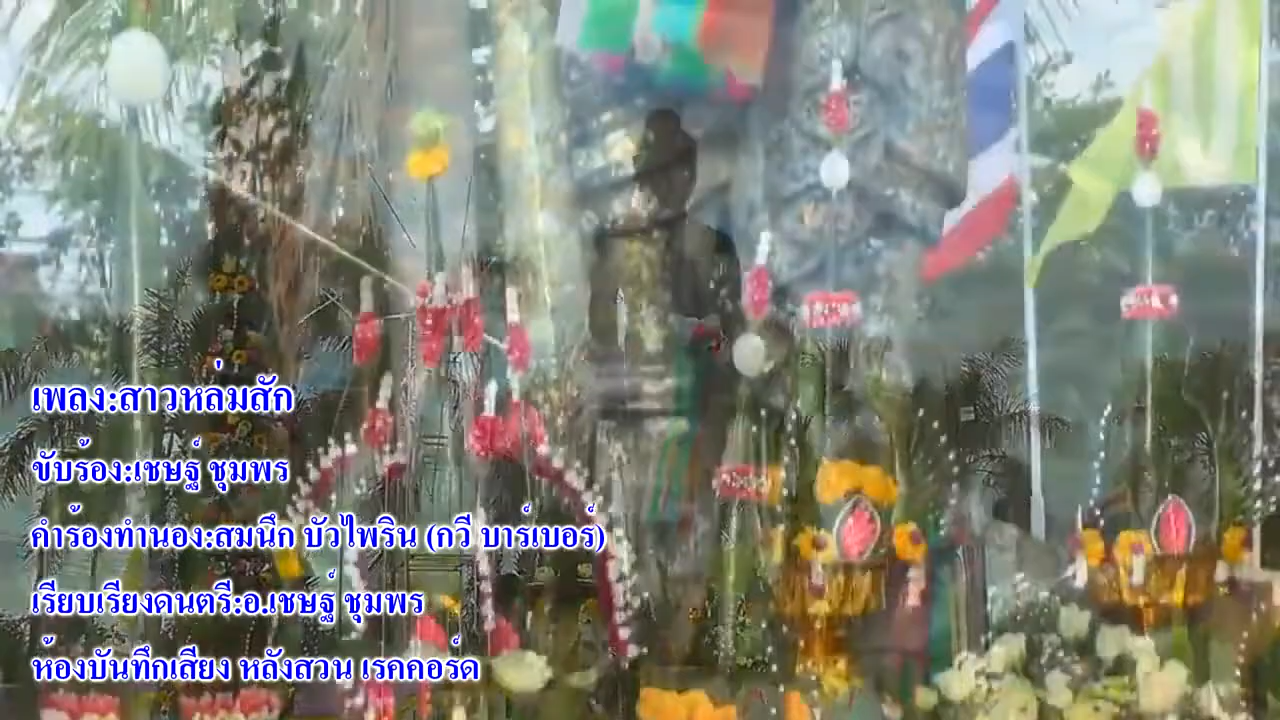 เพลง:สาวหล่มสัก
ขับร้อง:เชษฐ์ ชุมพร
คำร้องทำนอง:สมนึก บัวไพริน (กวี บาร์เบอร์)
เรียบเรียงดนตรี:อ.เชษฐ์ ชุมพร
ห้องบันทึกเสียง หลังสวน เรคคอร์ด